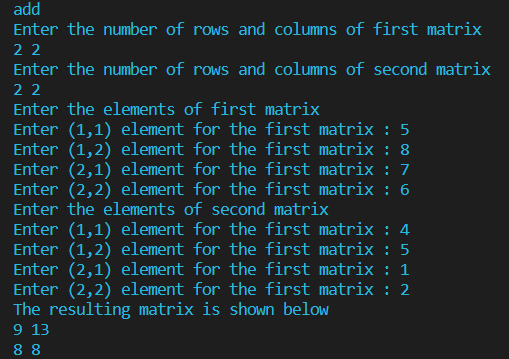 add
Enter the number of rows and columns of first matrix
2 2
Enter the number of rows and columns of second matrix
2 2
Enter the elements of first matrix
Enter (1,1) element for the first matrix : 5
Enter (1,2) element for the first matrix : 8
Enter (2,1) element for the first matrix : 7
Enter (2,2) element for the first matrix : 6
Enter the elements of second matrix
Enter (1,1) element for the first matrix : 4
Enter (1,2) element for the first matrix : 5
Enter (2,1) element for the first matrix : 1
Enter (2,2) element for the first matrix : 2
The resulting matrix is shown below
9 13
8 8